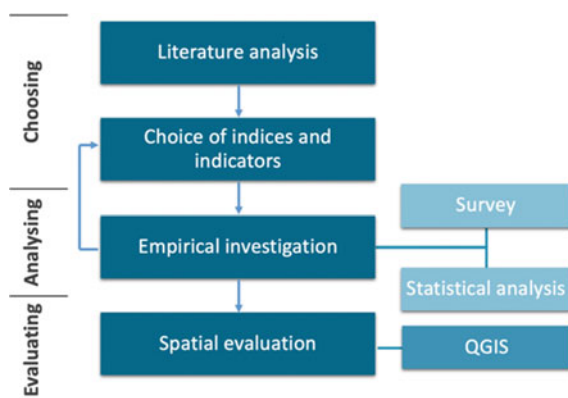 Choosing
Literature analysis
Choice of indices and
indicators
Analysing
Empirical investigation
Survey
Statistical analysis
Evaluating
Spatial evaluation
QGIS